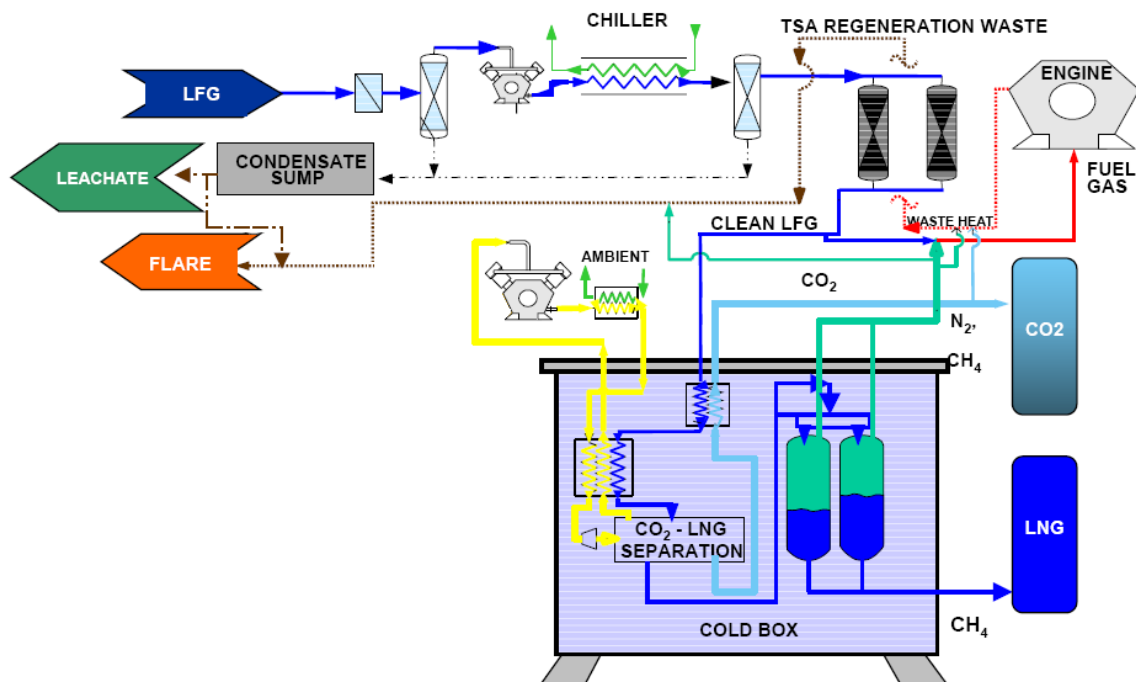 CHILLER
TSA REGENERATION WASTE
ENGINE
LFG
CONDENSATE
SUMP
LEACHATE
FUEL
GAS
CLEAN LFG
WASTE HEAT
FLARE
AMBIENT
CO₂
N₂,
CH₄
CO2
CO₂ - LNG
SEPARATION
LNG
COLD BOX
CH₄